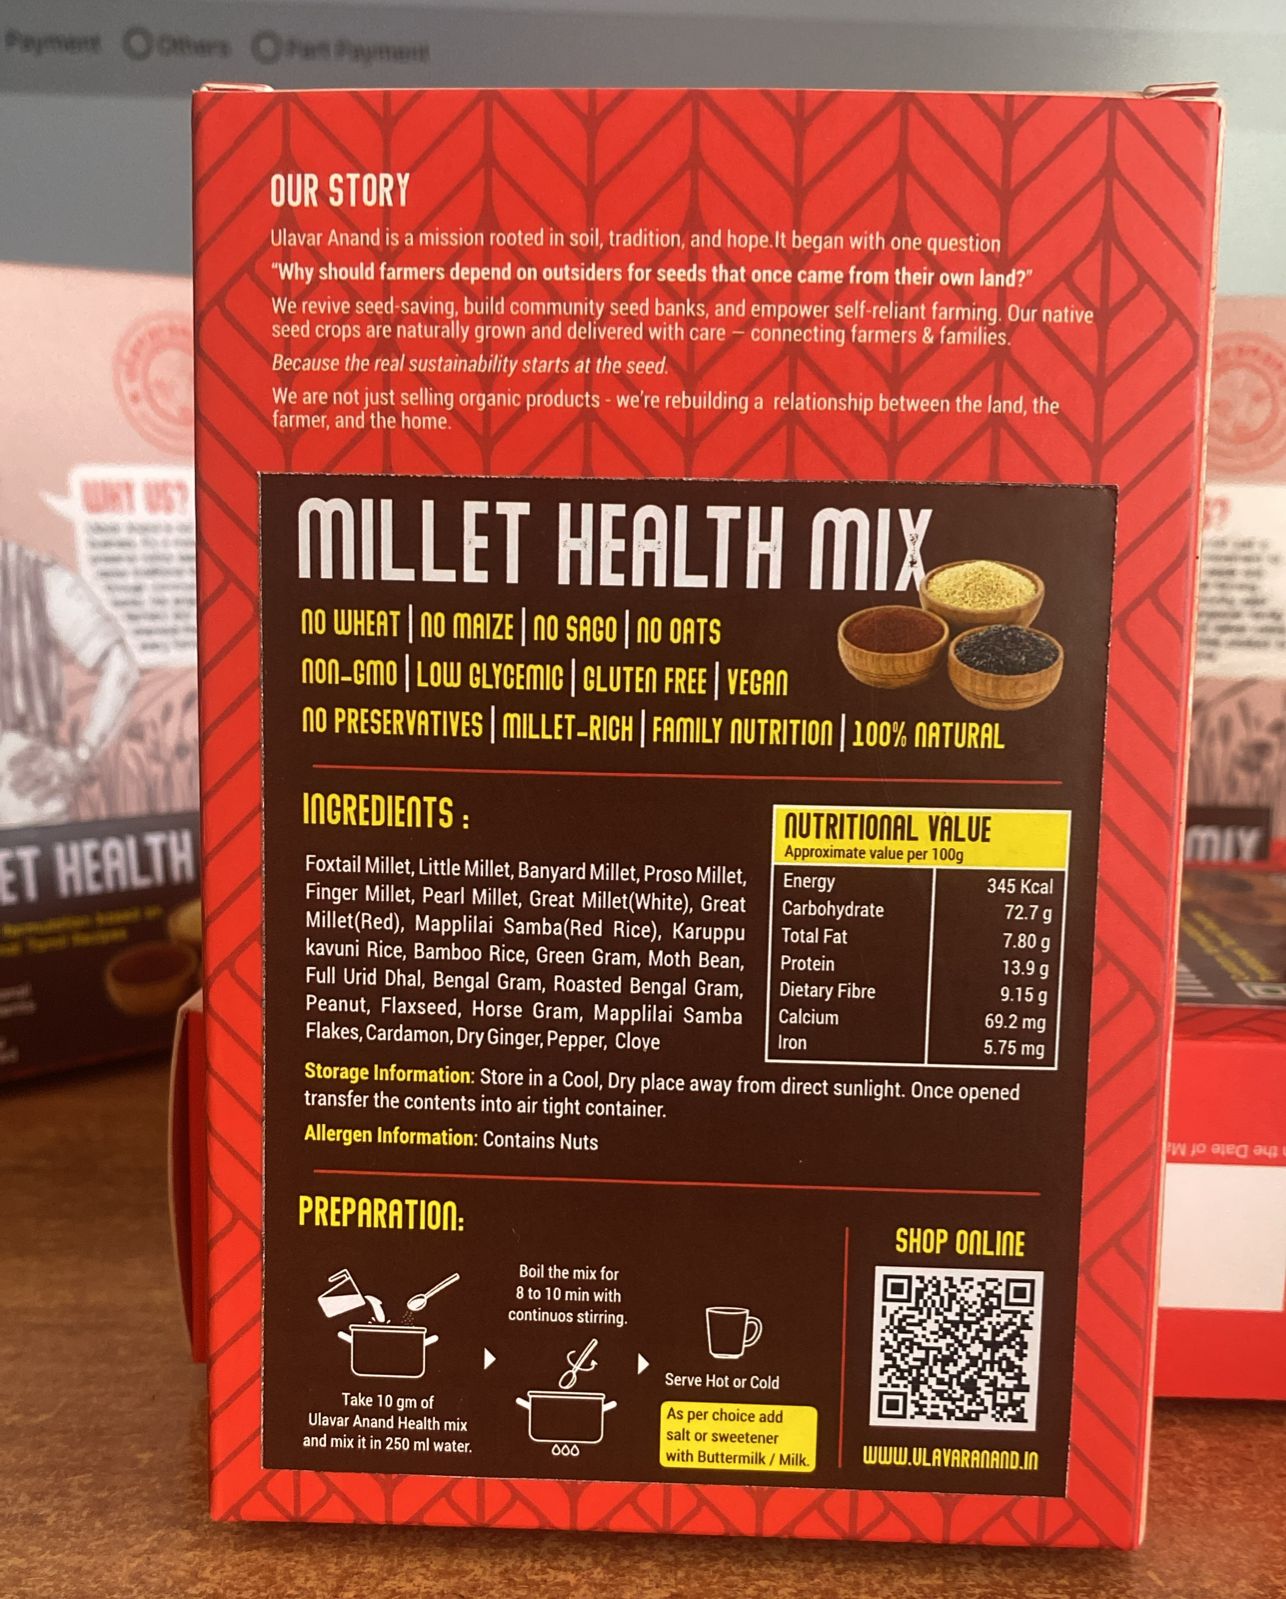 Payment Others Part Payment
OUR STORY
Ulavar Anand is a mission rooted in soil, tradition, and hope.It began with one question
"Why should farmers depend on outsiders for seeds that once came from their own land?"
We revive seed-saving, build community seed banks, and empower self-reliant farming. Our native
seed crops are naturally grown and delivered with care – connecting farmers & families.
Because the real sustainability starts at the seed.
We are not just selling organic products - we're rebuilding a relationship between the land, the
farmer, and the home.
WHY US?
MILLET HEALTH MIX
NO WHEAT | NO MAIZE | NO SAGO | NO OATS
NON-GMO | LOW GLYCEMIC | GLUTEN FREE | VEGAN
NO PRESERVATIVES | MILLET-RICH | FAMILY NUTRITION | 100% NATURAL
INGREDIENTS :
Foxtail Millet, Little Millet, Banyard Millet, Proso Millet,
Finger Millet, Pearl Millet, Great Millet(White), Great
Millet(Red), Mapplilai Samba(Red Rice), Karuppu
kavuni Rice, Bamboo Rice, Green Gram, Moth Bean,
Full Urid Dhal, Bengal Gram, Roasted Bengal Gram,
Peanut, Flaxseed, Horse Gram, Mapplilai Samba
Flakes, Cardamon, Dry Ginger, Pepper, Clove
NUTRITIONAL VALUE
Approximate value per 100g
Energy 345 Kcal
Carbohydrate 72.7 g
Total Fat 7.80 g
Protein 13.9 g
Dietary Fibre 9.15 g
Calcium 69.2 mg
Iron 5.75 mg
Storage Information: Store in a Cool, Dry place away from direct sunlight. Once opened
transfer the contents into air tight container.
Allergen Information: Contains Nuts
PREPARATION:
Take 10 gm of
Ulavar Anand Health mix
and mix it in 250 ml water.
Boil the mix for
8 to 10 min with
continuos stirring.
Serve Hot or Cold
As per choice add
salt or sweetener
with Buttermilk / Milk.
SHOP ONLINE
WWW.ULAVARANAND.IN
ET HEALTH
MIX
the Date of Ma